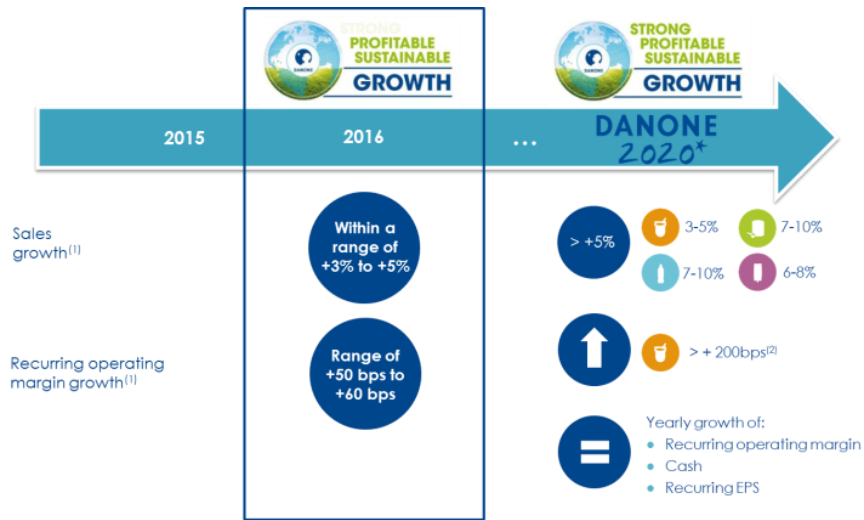 STRONG
PROFITABLE
SUSTAINABLE
GROWTH
DANONE
STRONG
PROFITABLE
SUSTAINABLE
GROWTH
DANONE
2015
2016
...
DANONE
2020*
Sales
growth(1)
Within a
range of
+3% to +5%
> +5%
3-5%
7-10%
7-10%
6-8%
Recurring operating
margin growth(1)
Range of
+50 bps to
+60 bps
> + 200bps(2)
Yearly growth of:
• Recurring operating margin
• Cash
• Recurring EPS